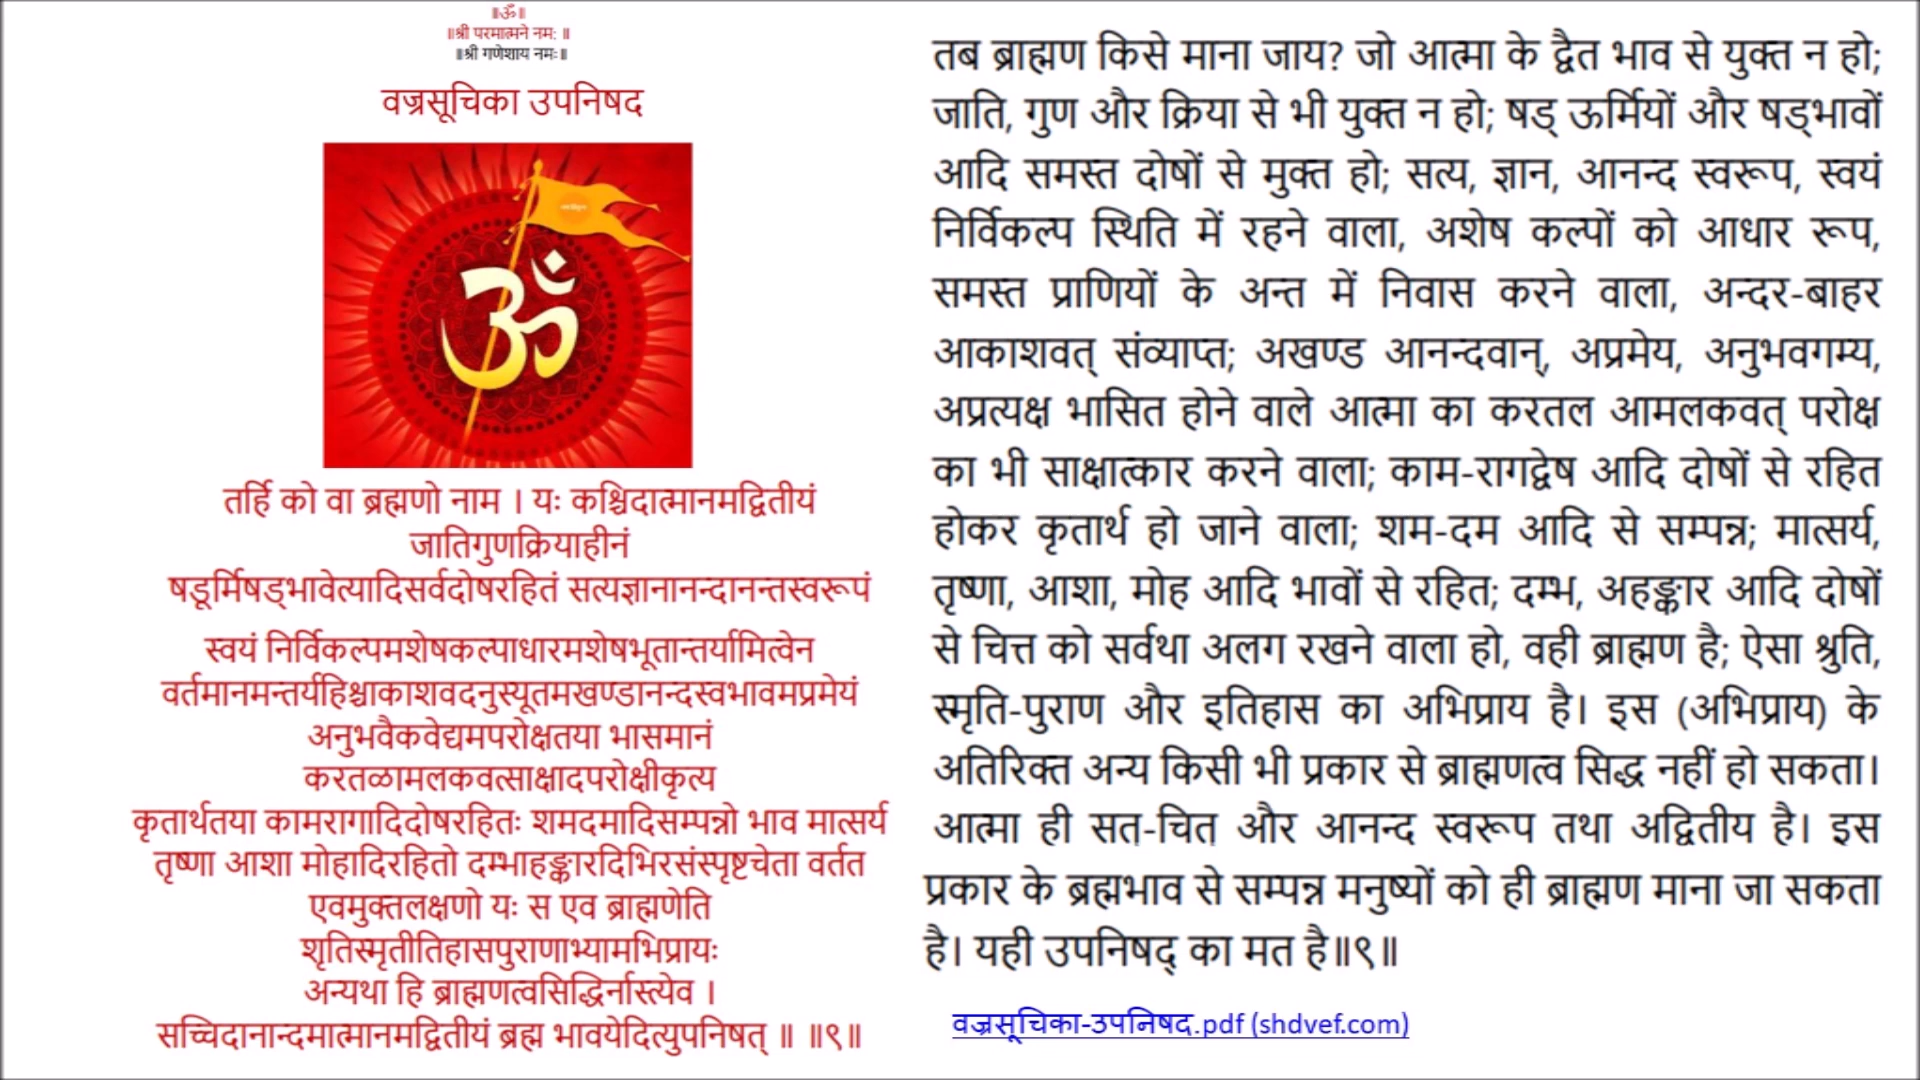 ॥ॐ॥
॥श्री परमात्मने नम: ॥
॥श्री गणेशाय नमः॥
वज्रसूचिका उपनिषद
ॐ
तर्हि को वा ब्रह्मणो नाम । यः कश्चिदात्मानमद्वितीयं
जातिगुणक्रियाहीनं
षडूर्मिषड्भावेत्यादिसर्वदोषरहितं सत्यज्ञानानन्दानन्तस्वरूपं
स्वयं निर्विकल्पमशेषकल्पाधारमशेषभूतान्तर्यामित्वेन
वर्तमानमन्तर्यहिश्चाकाशवदनुस्यूतमखण्डानन्दस्वभावमप्रमेयं
अनुभवैकवेद्यमपरोक्षतया भासमानं
करतळामलकवत्साक्षादपरोक्षीकृत्य
कृतार्थतया कामरागादिदोषरहितः शमदमादिसम्पन्नो भाव मात्सर्य
तृष्णा आशा मोहादिरहितो दम्भाहङ्कारदिभिरसंस्पृष्टचेता वर्तत
एवमुक्तलक्षणो यः स एव ब्राह्मणेति
शृतिस्मृतीतिहासपुराणाभ्यामभिप्रायः
अन्यथा हि ब्राह्मणत्वसिद्धिर्नास्त्येव ।
सच्चिदानान्दमात्मानमद्वितीयं ब्रह्म भावयेदित्युपनिषत् ॥ ॥९॥
तब ब्राह्मण किसे माना जाय? जो आत्मा के द्वैत भाव से युक्त न हो;
जाति, गुण और क्रिया से भी युक्त न हो; षड् ऊर्मियों और षड्भावों
आदि समस्त दोषों से मुक्त हो; सत्य, ज्ञान, आनन्द स्वरूप, स्वयं
निर्विकल्प स्थिति में रहने वाला, अशेष कल्पों को आधार रूप,
समस्त प्राणियों के अन्त में निवास करने वाला, अन्दर-बाहर
आकाशवत् संव्याप्त; अखण्ड आनन्दवान्, अप्रमेय, अनुभवगम्य,
अप्रत्यक्ष भासित होने वाले आत्मा का करतल आमलकवत् परोक्ष
का भी साक्षात्कार करने वाला; काम-रागद्वेष आदि दोषों से रहित
होकर कृतार्थ हो जाने वाला; शम-दम आदि से सम्पन्न; मात्सर्य,
तृष्णा, आशा, मोह आदि भावों से रहित; दम्भ, अहङ्कार आदि दोषों
से चित्त को सर्वथा अलग रखने वाला हो, वही ब्राह्मण है; ऐसा श्रुति,
स्मृति-पुराण और इतिहास का अभिप्राय है। इस (अभिप्राय) के
अतिरिक्त अन्य किसी भी प्रकार से ब्राह्मणत्व सिद्ध नहीं हो सकता।
आत्मा ही सत-चित और आनन्द स्वरूप तथा अद्वितीय है। इस
प्रकार के ब्रह्मभाव से सम्पन्न मनुष्यों को ही ब्राह्मण माना जा सकता
है। यही उपनिषद् का मत है॥९॥
वज्रसूचिका-उपनिषद.pdf (shdvef.com)